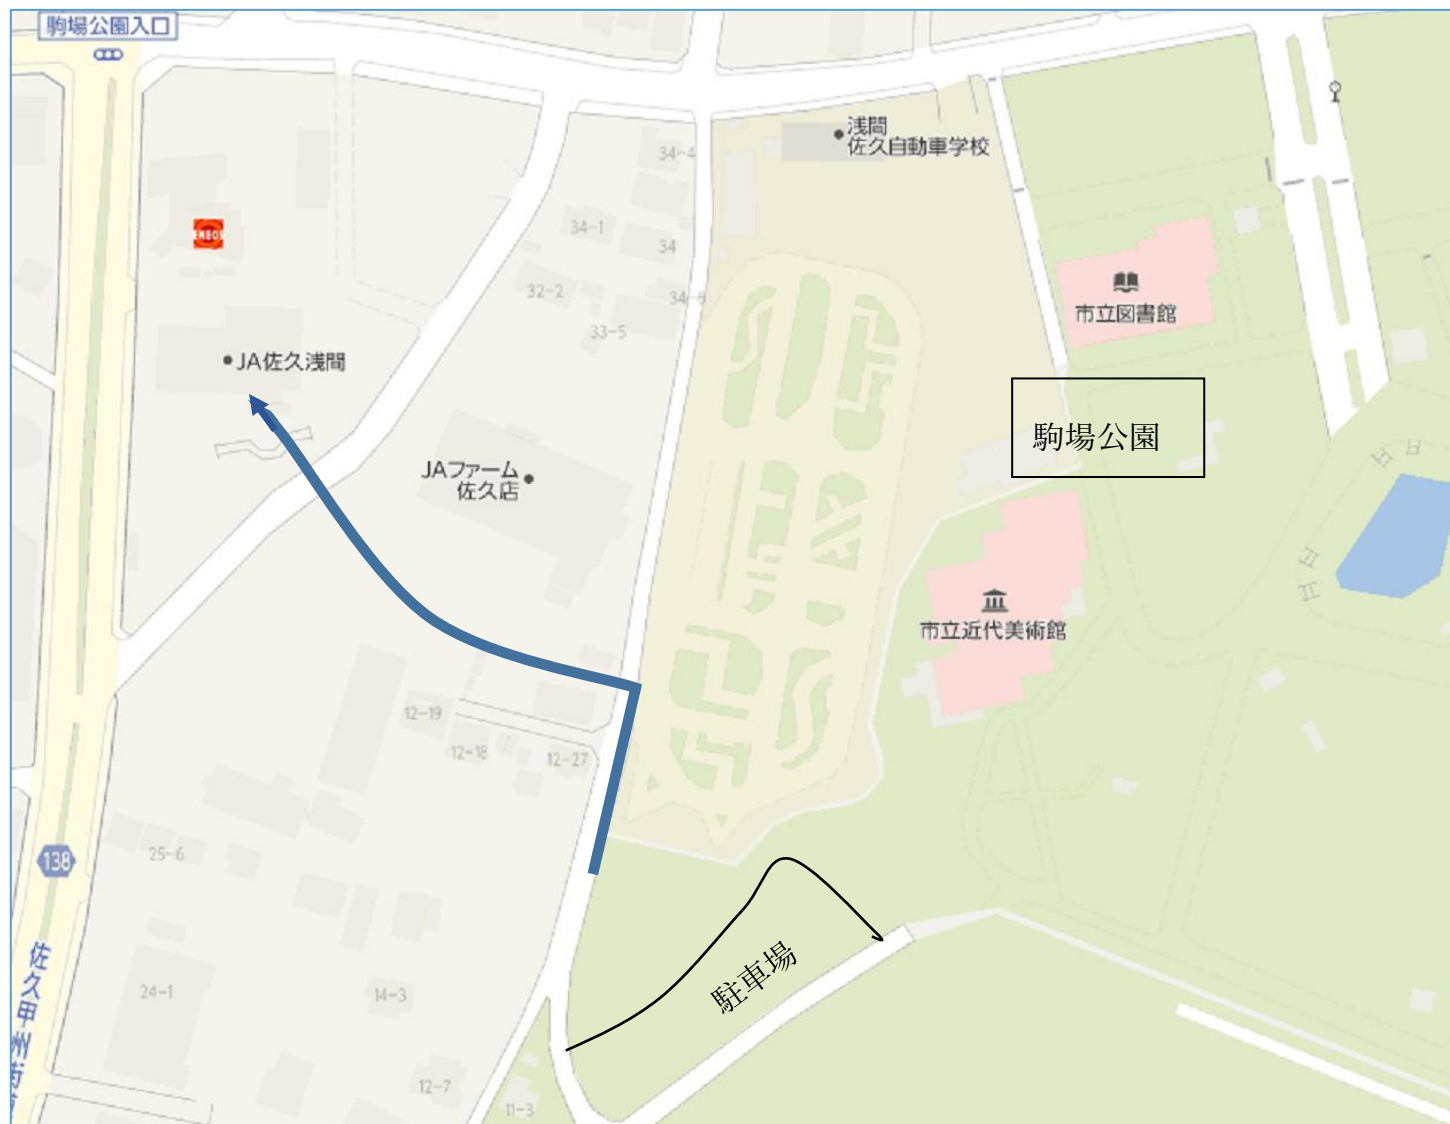 駒場公園入口
浅間
佐久自動車学校
34-4
34-1
34
32-2
34-6
33-5
ENEOS
市立図書館
JA佐久浅間
駒場公園
JAファーム
佐久店
市立近代美術館
12-19
12-18
12-27
25-6
138
駐車場
佐久甲州街道
24-1
14-3
12-7
11-3